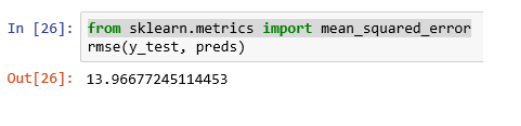 In [26]: from sklearn.metrics import mean_squared_error
rmse(y_test, preds)
Out[26]: 13.96677245114453